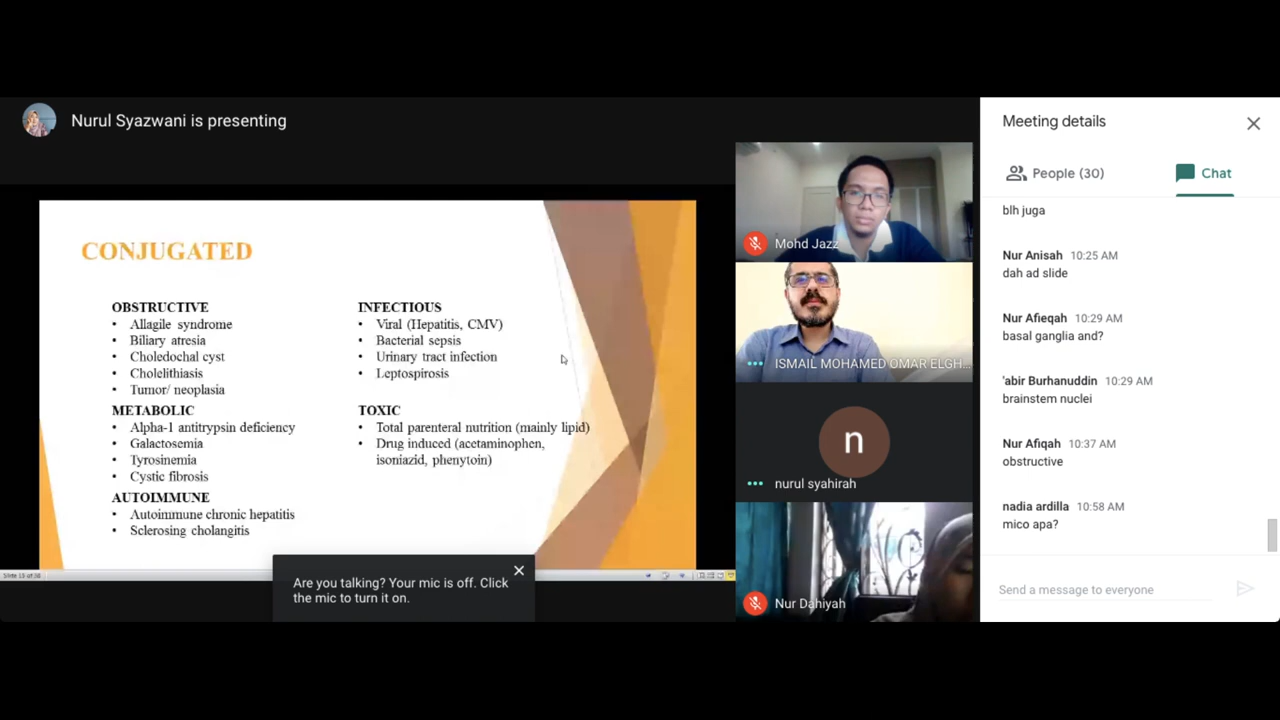 Nurul Syazwani is presenting
CONJUGATED
OBSTRUCTIVE
• Allagile syndrome
• Biliary atresia
• Choledochal cyst
• Cholelithiasis
• Tumor/ neoplasia
METABOLIC
• Alpha-1 antitrypsin deficiency
• Galactosemia
• Tyrosinemia
• Cystic fibrosis
AUTOIMMUNE
• Autoimmune chronic hepatitis
• Sclerosing cholangitis
INFECTIOUS
• Viral (Hepatitis, CMV)
• Bacterial sepsis
• Urinary tract infection
• Leptospirosis
TOXIC
• Total parenteral nutrition (mainly lipid)
• Drug induced (acetaminophen,
isoniazid, phenytoin)
Are you talking? Your mic is off. Click
the mic to turn it on.
Mohd Jazz
ISMAIL MOHAMED OMAR ELGH...
n
nurul syahirah
Nur Dahiyah
Meeting details
People (30)
Chat
blh juga
Nur Anisah 10:25 AM
dah ad slide
Nur Afieqah 10:29 AM
basal ganglia and?
'abir Burhanuddin 10:29 AM
brainstem nuclei
Nur Afiqah 10:37 AM
obstructive
nadia ardilla 10:58 AM
mico apa?
Send a message to everyone